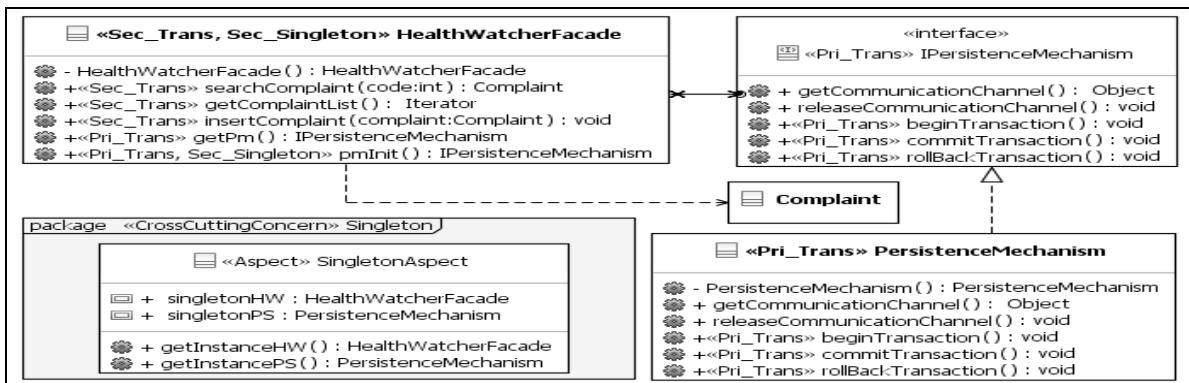 «Sec_Trans, Sec_Singleton» HealthWatcherFacade
- HealthWatcherFacade() : HealthWatcherFacade
+«Sec_Trans» searchComplaint(code:int) : Complaint
+«Sec_Trans» getComplaintList() : Iterator
+«Sec_Trans» insertComplaint(complaint:Complaint) : void
+«Pri_Trans» getPm() : IPersistenceMechanism
+«Pri_Trans, Sec_Singleton» pmInit() : IPersistenceMechanism
«interface»
«Pri_Trans» IPersistenceMechanism
+ getCommunicationChannel() : Object
+ releaseCommunicationChannel() : void
+«Pri_Trans» beginTransaction() : void
+«Pri_Trans» commitTransaction() : void
+«Pri_Trans» rollBackTransaction() : void
Complaint
package «CrossCuttingConcern» Singleton
«Aspect» SingletonAspect
+ singletonHW : HealthWatcherFacade
+ singletonPS : PersistenceMechanism
+ getInstanceHW() : HealthWatcherFacade
+ getInstancePS() : PersistenceMechanism
«Pri_Trans» PersistenceMechanism
- PersistenceMechanism() : PersistenceMechanism
+ getCommunicationChannel() : Object
+ releaseCommunicationChannel() : void
+«Pri_Trans» beginTransaction() : void
+«Pri_Trans» commitTransaction() : void
+«Pri_Trans» rollBackTransaction() : void